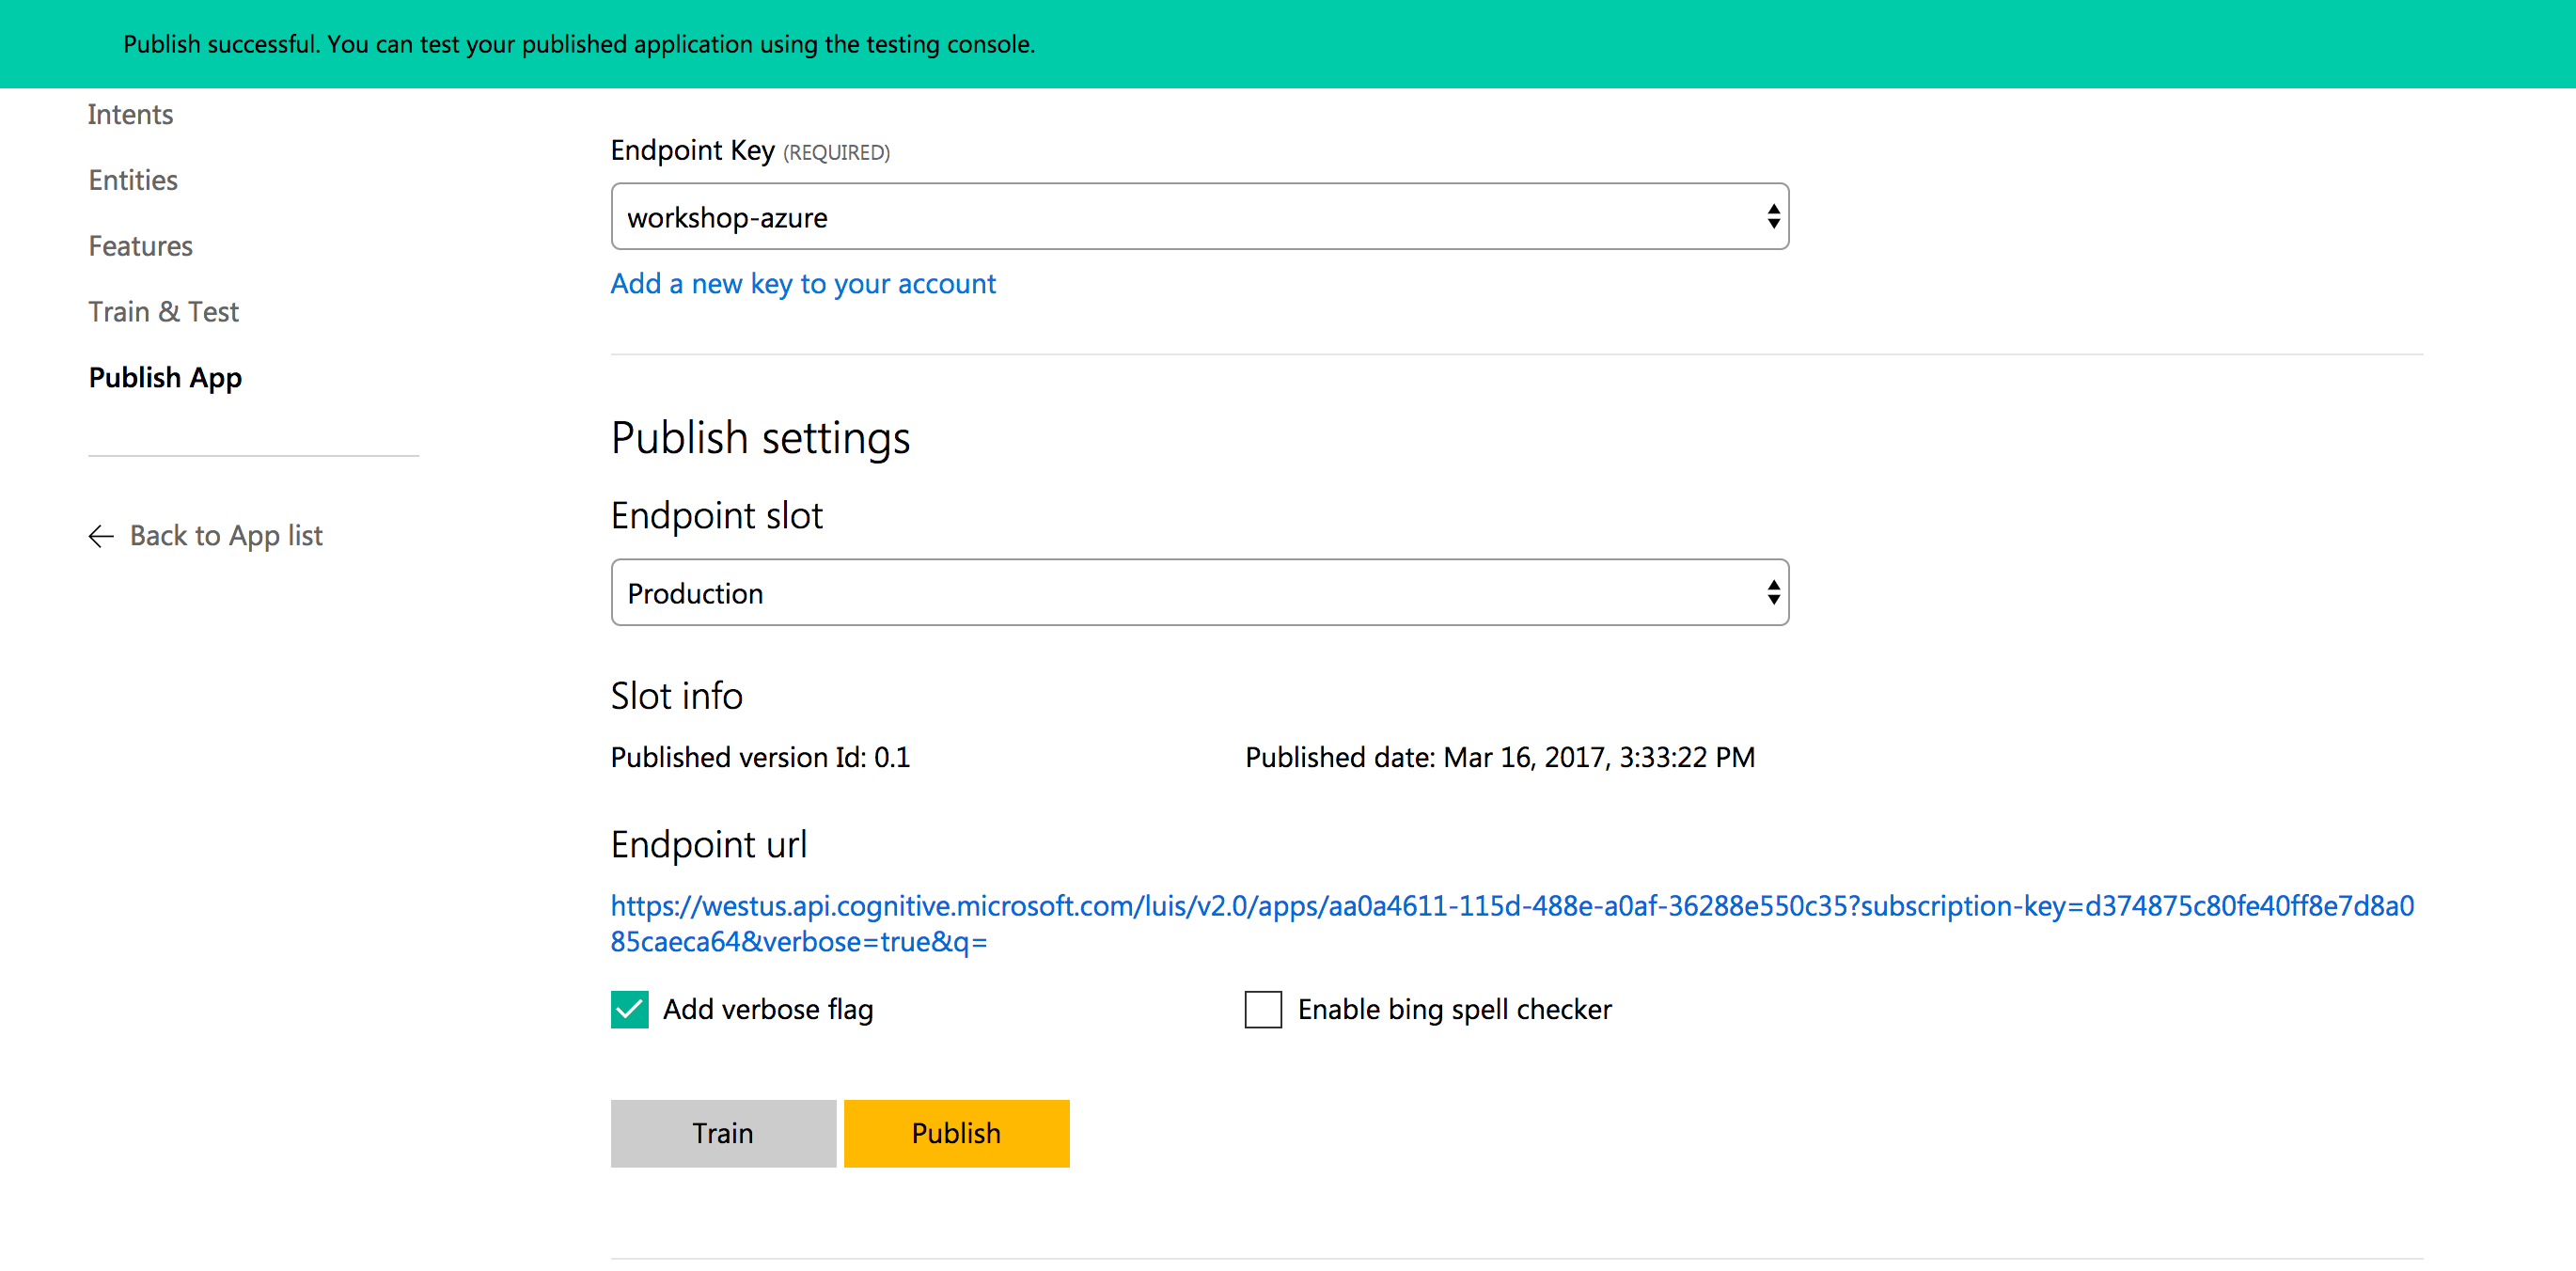 Publish successful. You can test your published application using the testing console.
Intents
Entities
Features
Train & Test
Publish App
Back to App list
Endpoint Key (REQUIRED)
workshop-azure
Add a new key to your account
Publish settings
Endpoint slot
Production
Slot info
Published version Id: 0.1
Published date: Mar 16, 2017, 3:33:22 PM
Endpoint url
https://westus.api.cognitive.microsoft.com/luis/v2.0/apps/aa0a4611-115d-488e-a0af-36288e550c35?subscription-key=d374875c80fe40ff8e7d8a0
85caeca64&verbose=true&q=
Add verbose flag
Enable bing spell checker
Train
Publish